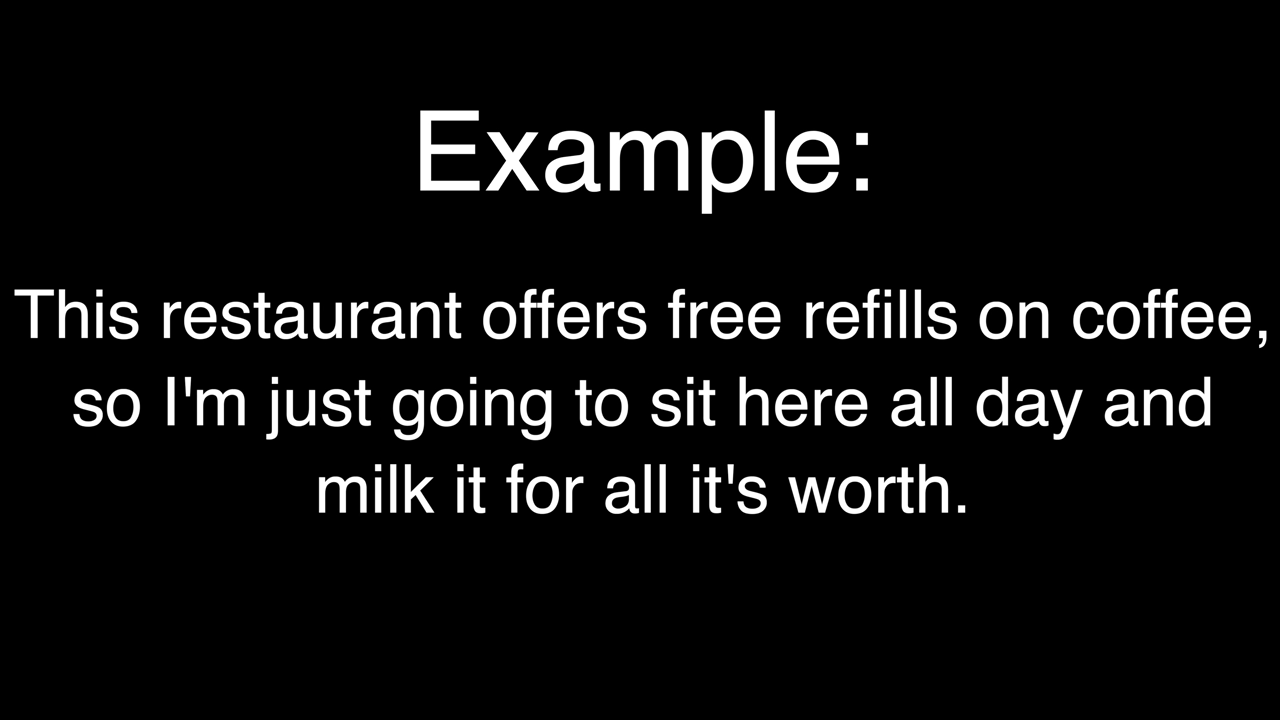 Example:
This restaurant offers free refills on coffee,
so I'm just going to sit here all day and
milk it for all it's worth.